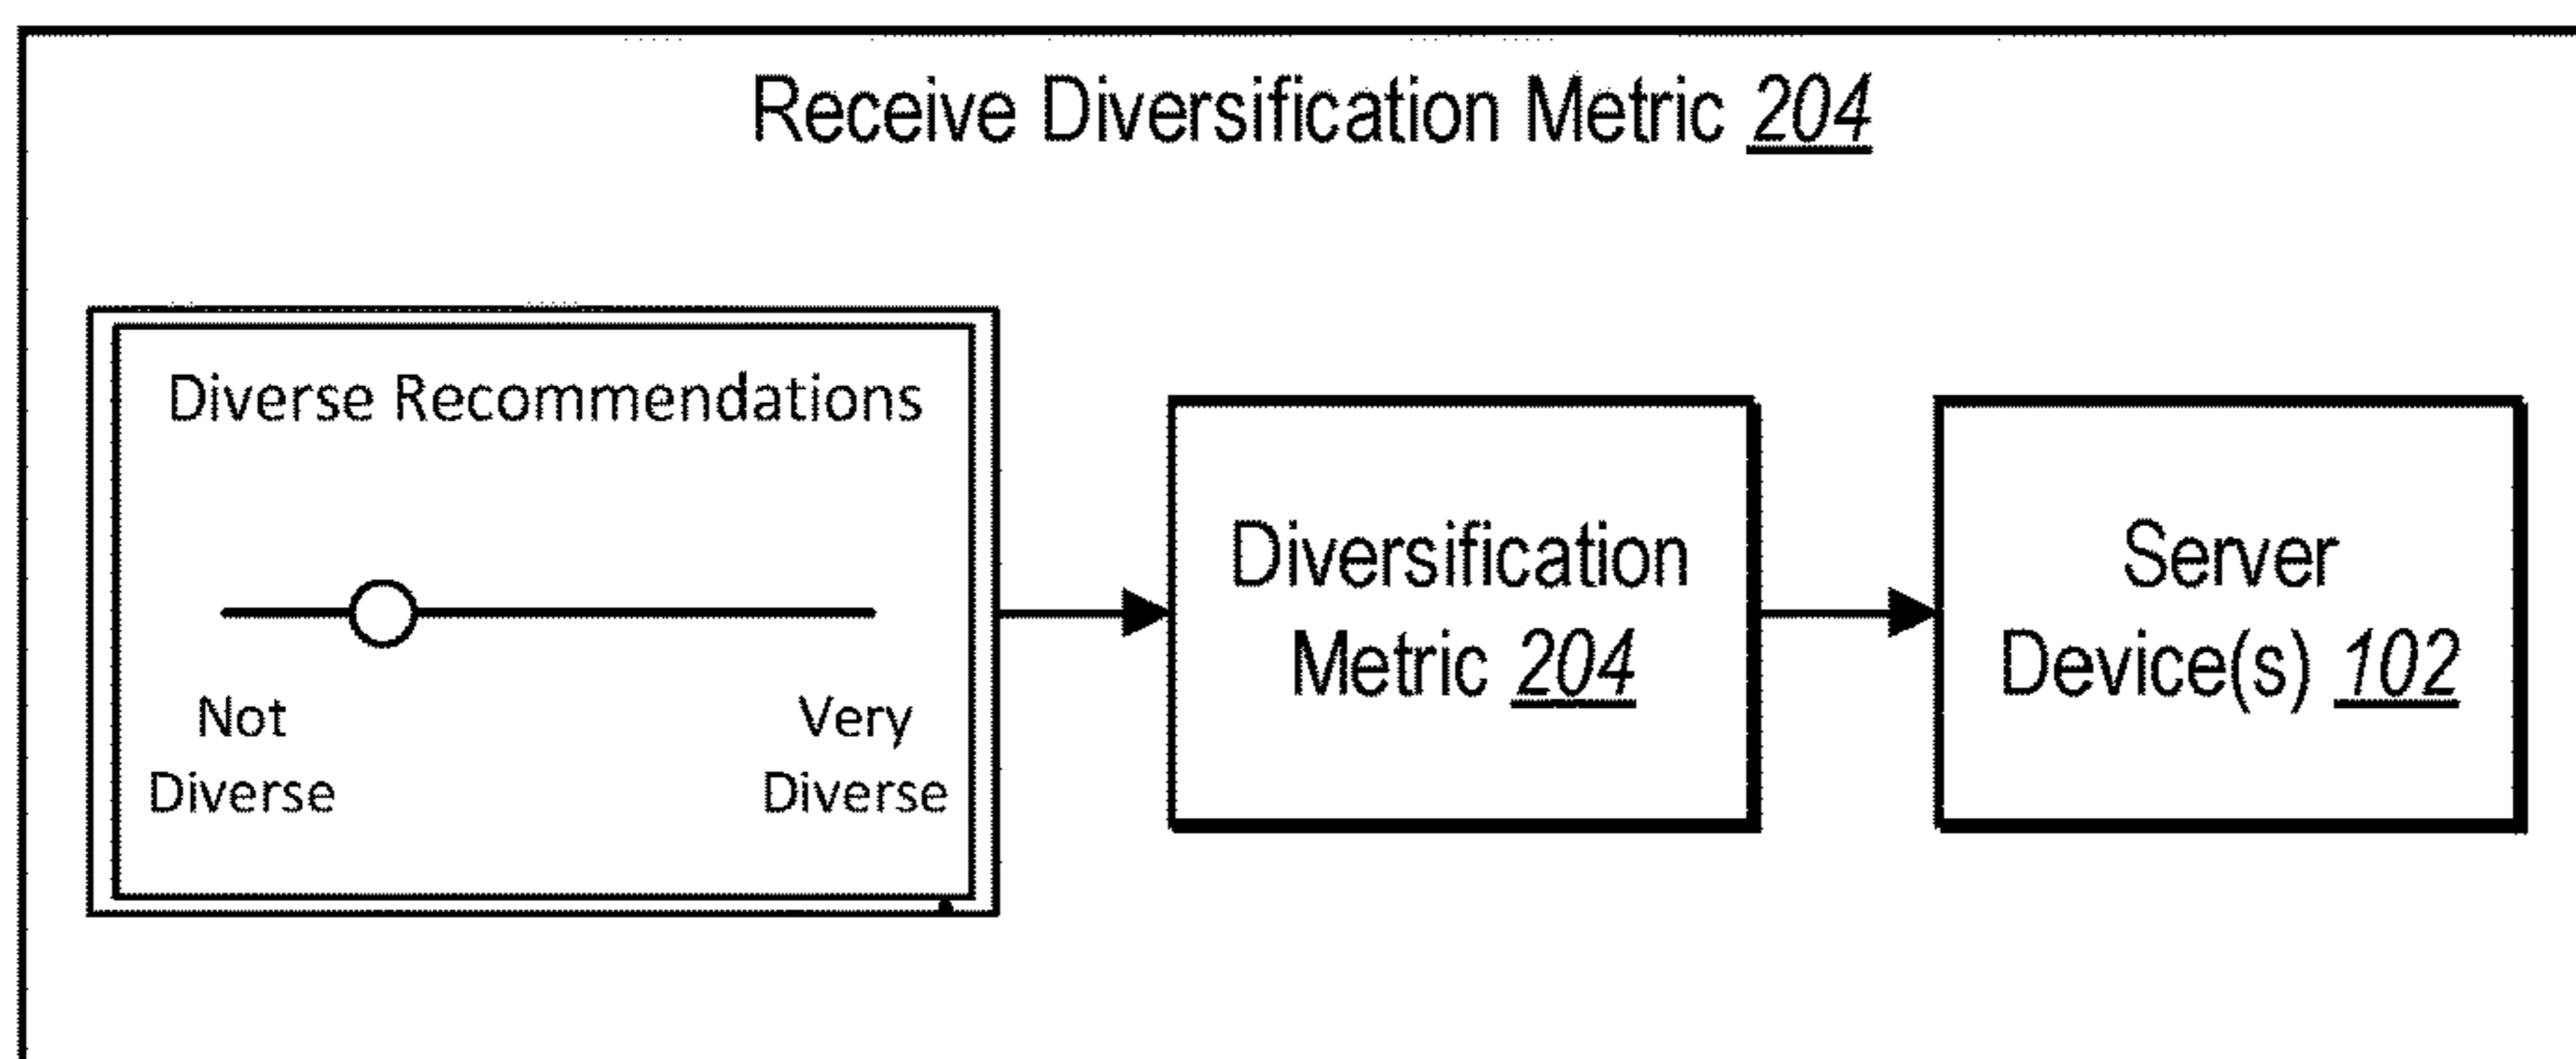 Receive Diversification Metric 204
Diverse Recommendations
Not
Diverse
Very
Diverse
Diversification
Metric 204
Server
Device(s) 102